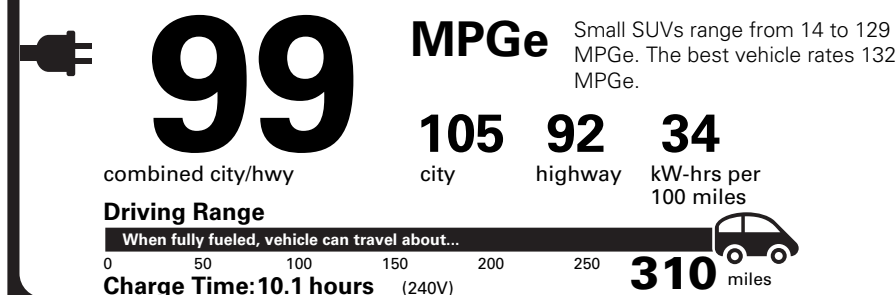 99
MPGe
Small SUVs range from 14 to 129
MPGe. The best vehicle rates 132
MPGe.
combined city/hwy
105 92 34
city highway kW-hrs per
100 miles
Driving Range
When fully fueled, vehicle can travel about...
0 50 100 150 200 250 310 miles
Charge Time: 10.1 hours (240V)